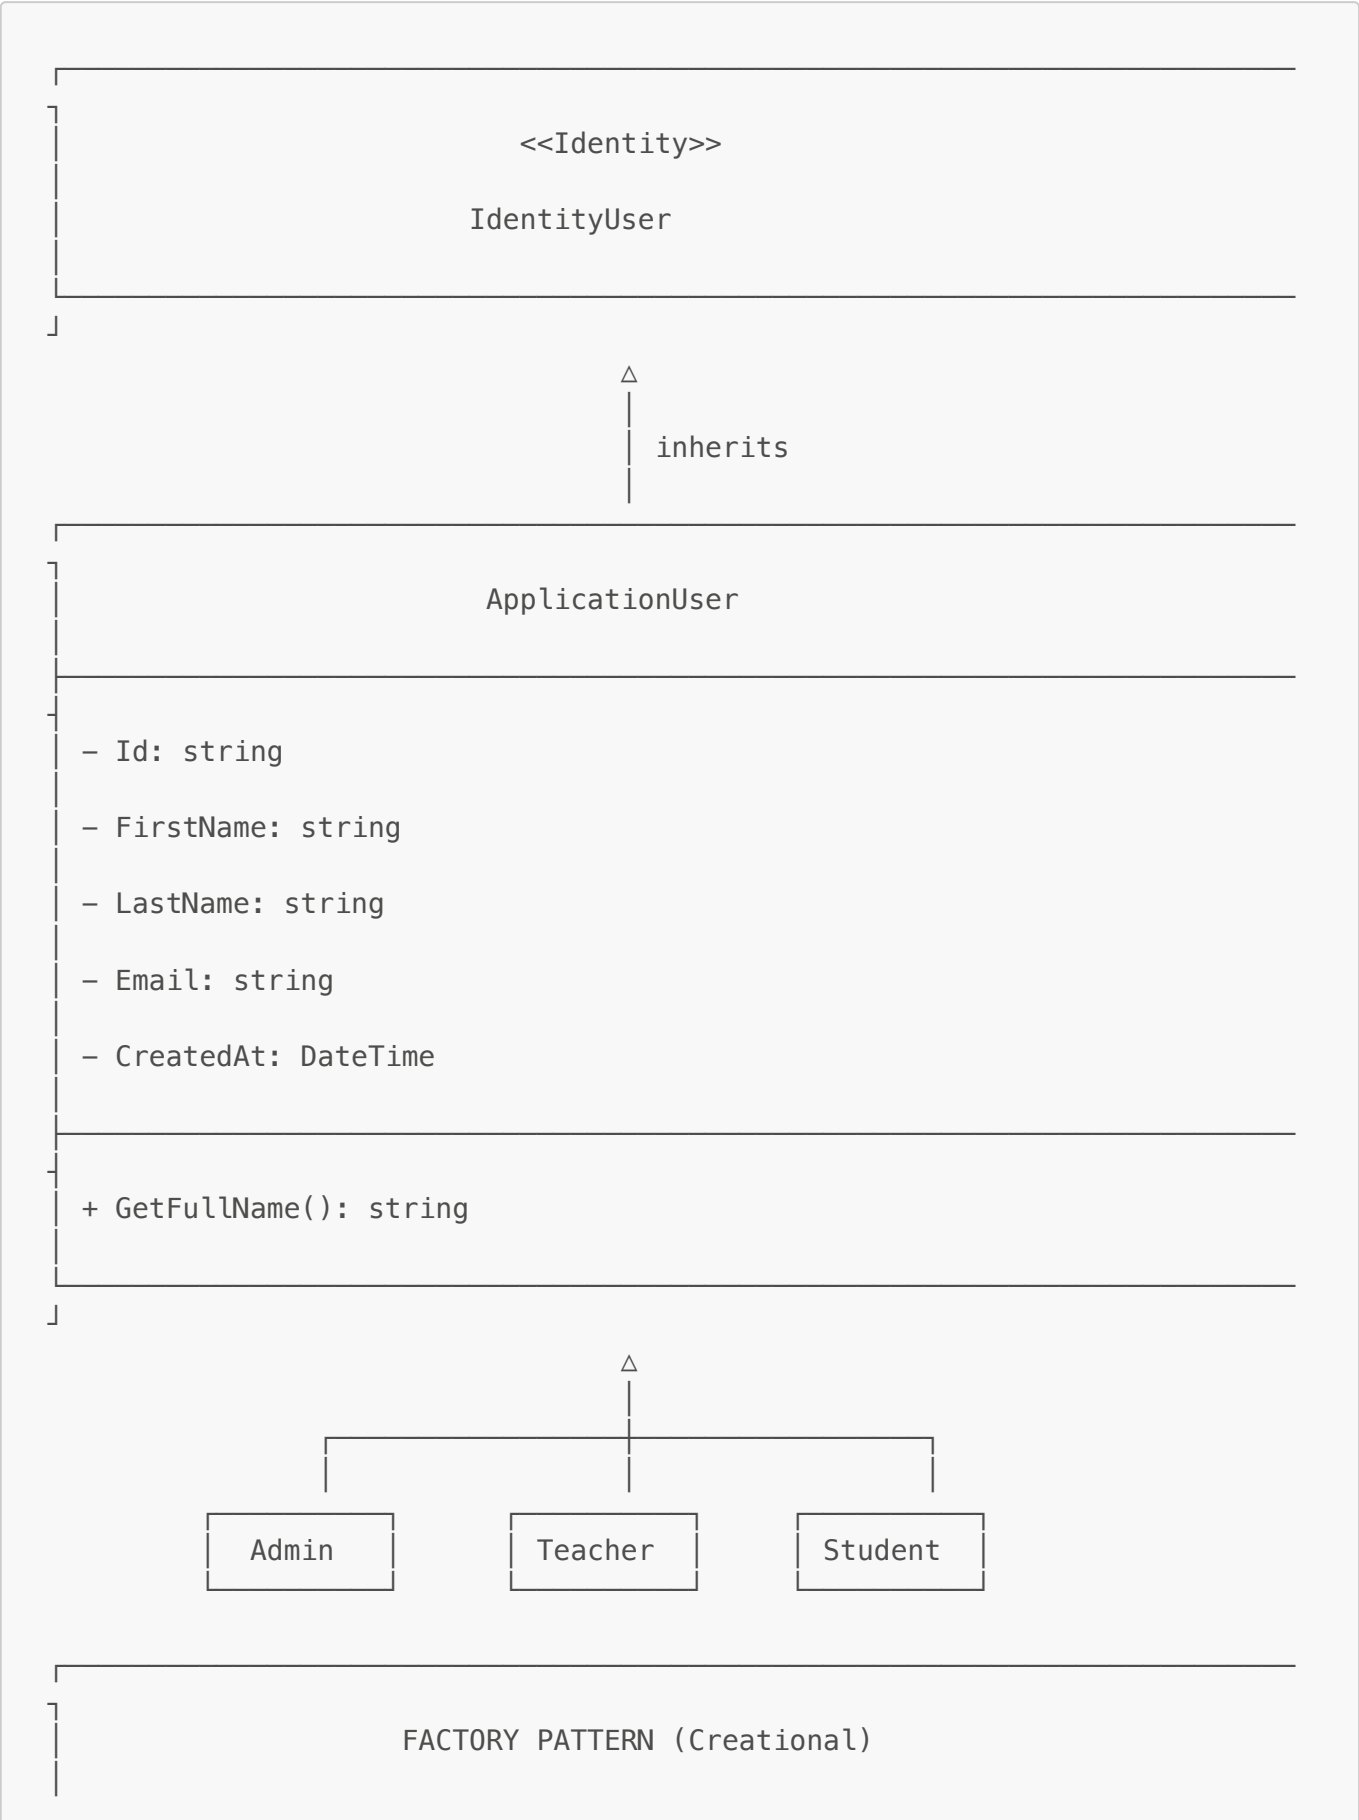 <<Identity>>
IdentityUser
△
inherits
ApplicationUser
- Id: string
- FirstName: string
- LastName: string
- Email: string
- CreatedAt: DateTime
+ GetFullName(): string
△
Admin Teacher Student
FACTORY PATTERN (Creational)